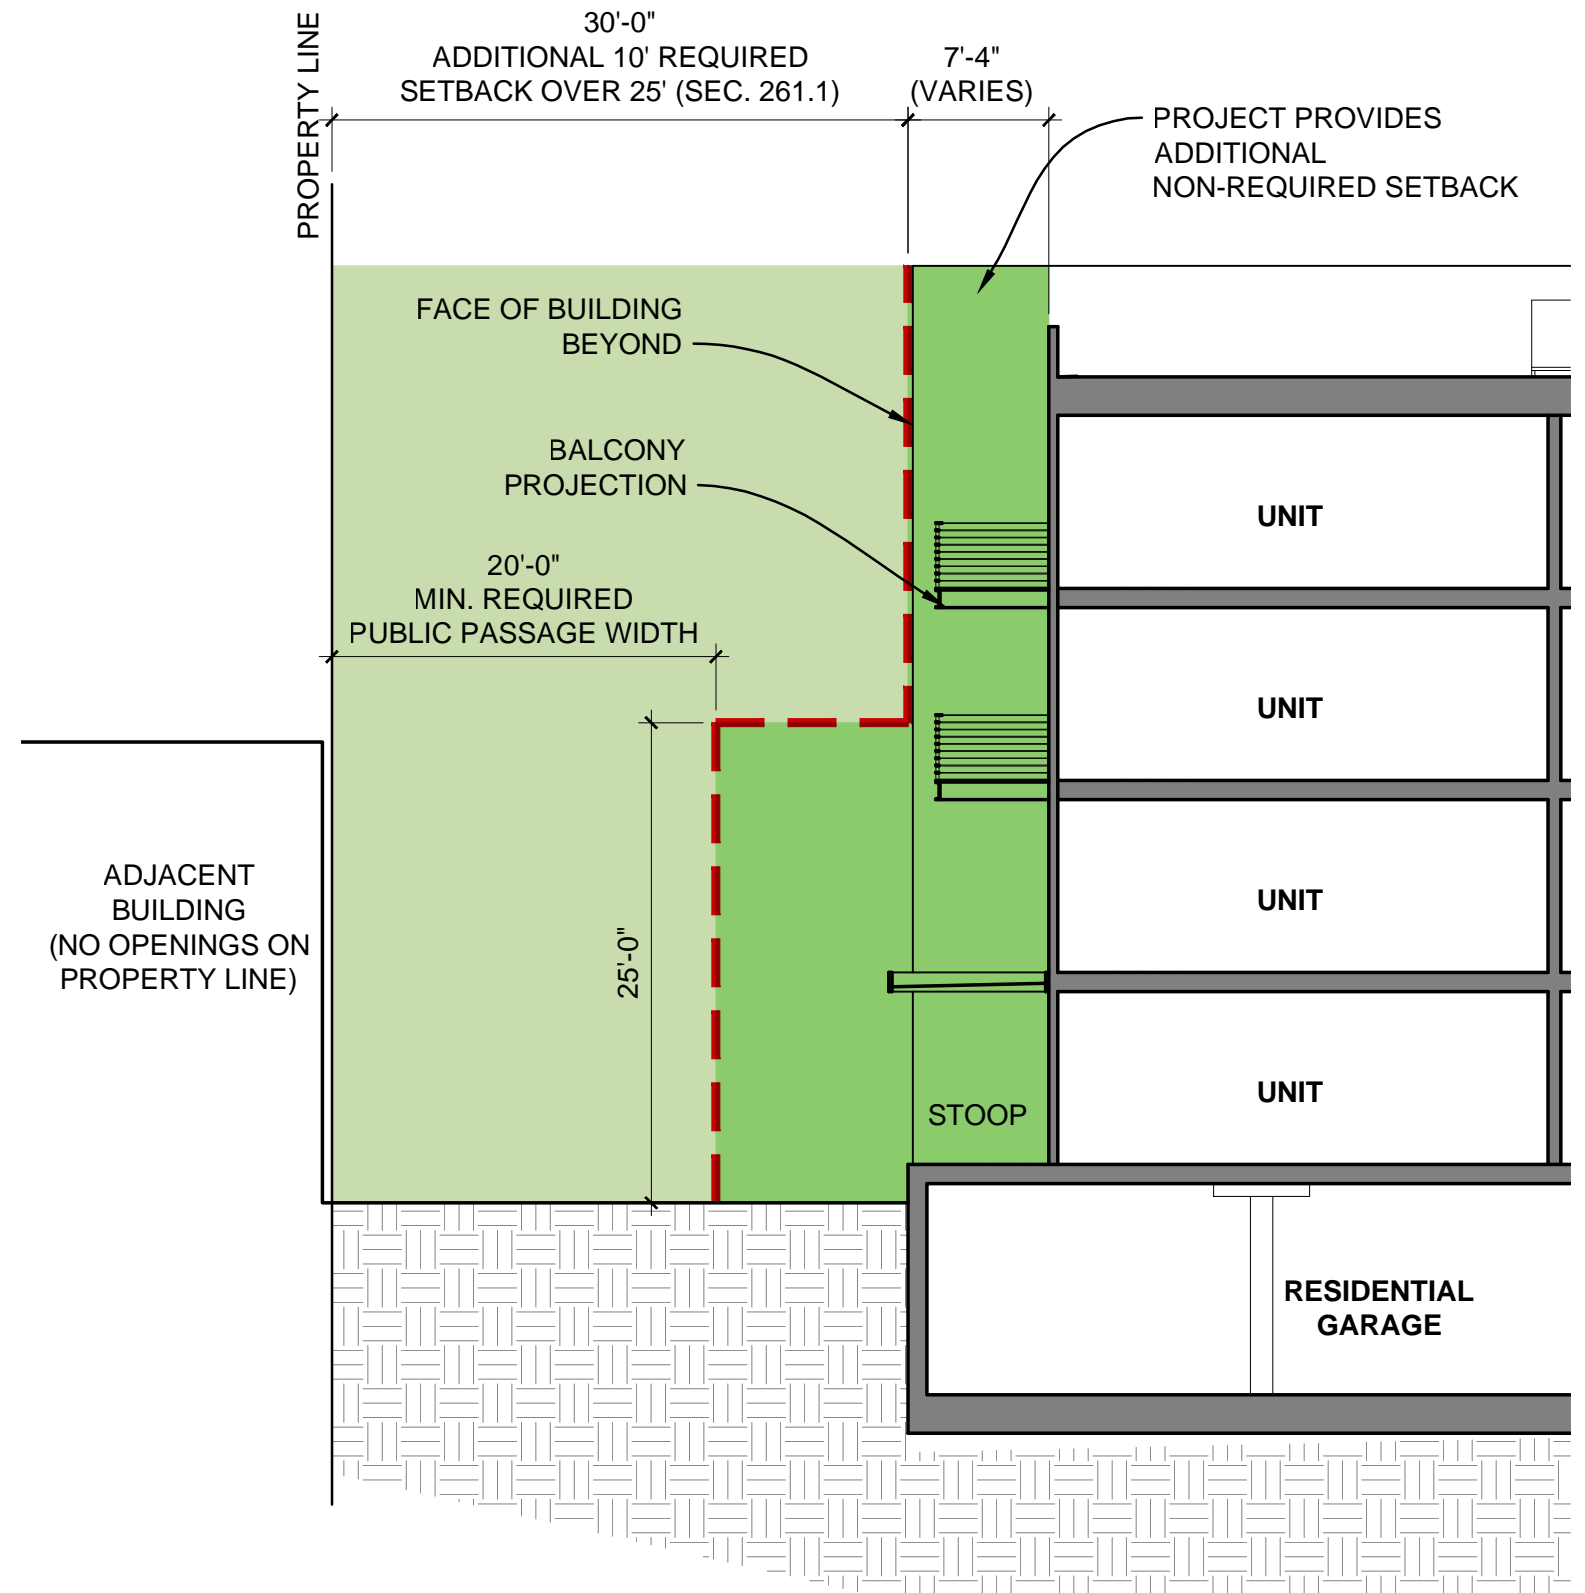 PROPERTY LINE
30'-0"
ADDITIONAL 10' REQUIRED
SETBACK OVER 25' (SEC. 261.1)
7'-4"
(VARIES)
PROJECT PROVIDES
ADDITIONAL
NON-REQUIRED SETBACK
FACE OF BUILDING
BEYOND
BALCONY
PROJECTION
20'-0"
MIN. REQUIRED
PUBLIC PASSAGE WIDTH
UNIT
UNIT
ADJACENT
BUILDING
(NO OPENINGS ON
PROPERTY LINE)
25'-0"
UNIT
UNIT
STOOP
RESIDENTIAL
GARAGE